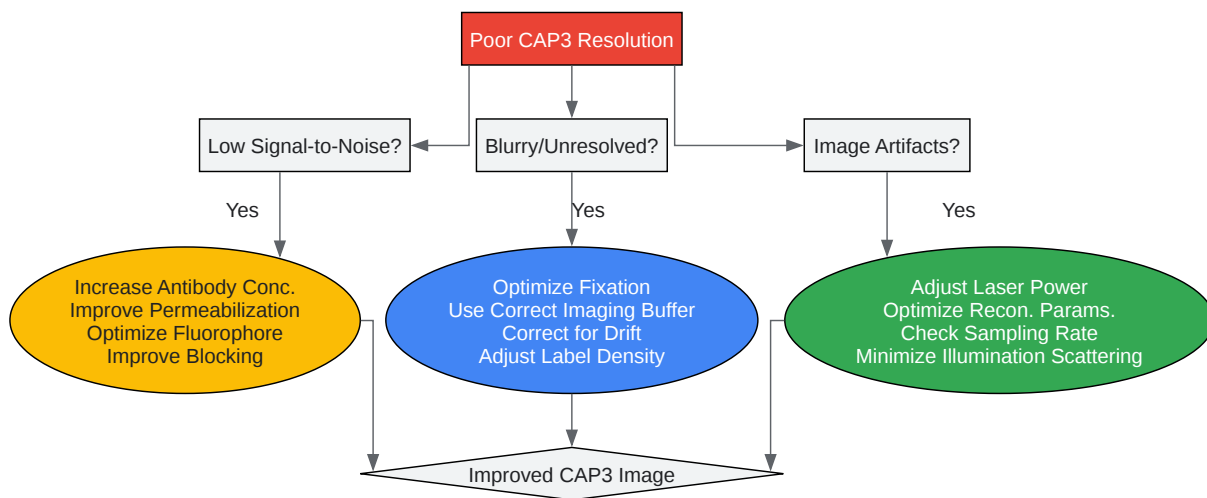 Poor CAP3 Resolution
Low Signal-to-Noise?
Blurry/Unresolved?
Image Artifacts?
Yes
Yes
Yes
Increase Antibody Conc.
Improve Permeabilization
Optimize Fluorophore
Improve Blocking
Optimize Fixation
Use Correct Imaging Buffer
Correct for Drift
Adjust Label Density
Adjust Laser Power
Optimize Recon. Params.
Check Sampling Rate
Minimize Illumination Scattering
Improved CAP3 Image